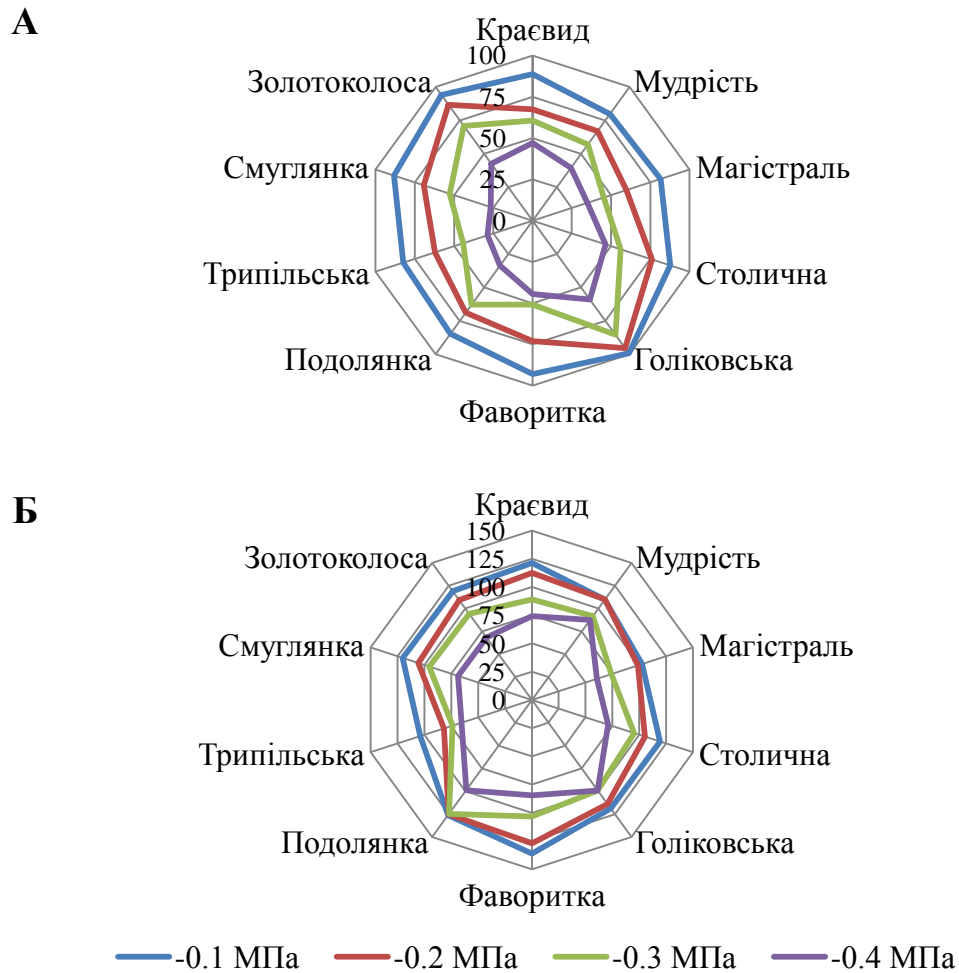 А
Краєвид
Мудрість
Магістраль
Столична
Голіковська
Фаворитка
Подолянка
Трипільська
Смуглянка
Золотоколоса
100
75
50
25
0
Б
Краєвид
Мудрість
Магістраль
Столична
Голіковська
Фаворитка
Подолянка
Трипільська
Смуглянка
Золотоколоса
150
125
100
75
50
25
0
-0.1 МПа -0.2 МПа -0.3 МПа -0.4 МПа